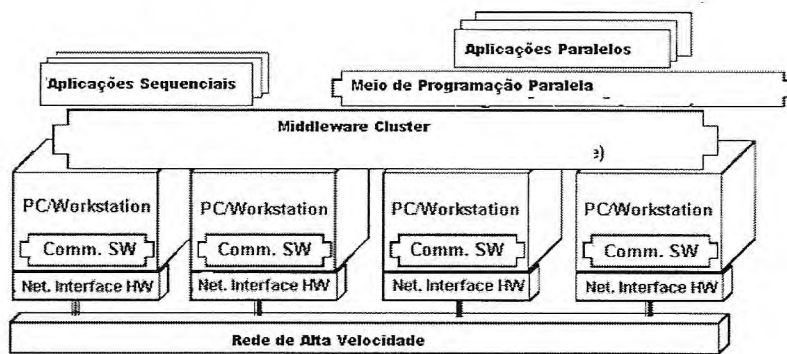 Aplicações Paralelos
Aplicações Sequenciais
Meio de Programação Paralela
Middleware Cluster
e)
PC/Workstation
PC/Workstation
PC/Workstation
PC/Workstation
Comm. SW
Comm. SW
Comm. SW
Comm. SW
Net. Interface HW
Net. Interface HW
Net. Interface HW
Net. Interface HW
Rede de Alta Velocidade